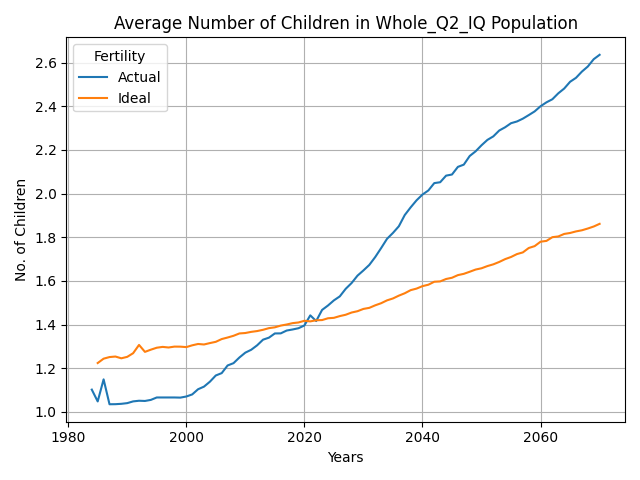 Average Number of Children in Whole_Q2_IQ Population
Fertility
Actual
Ideal
No. of Children
2.6
2.4
2.2
2.0
1.8
1.6
1.4
1.2
1.0
1980
2000
2020
2040
2060
Years